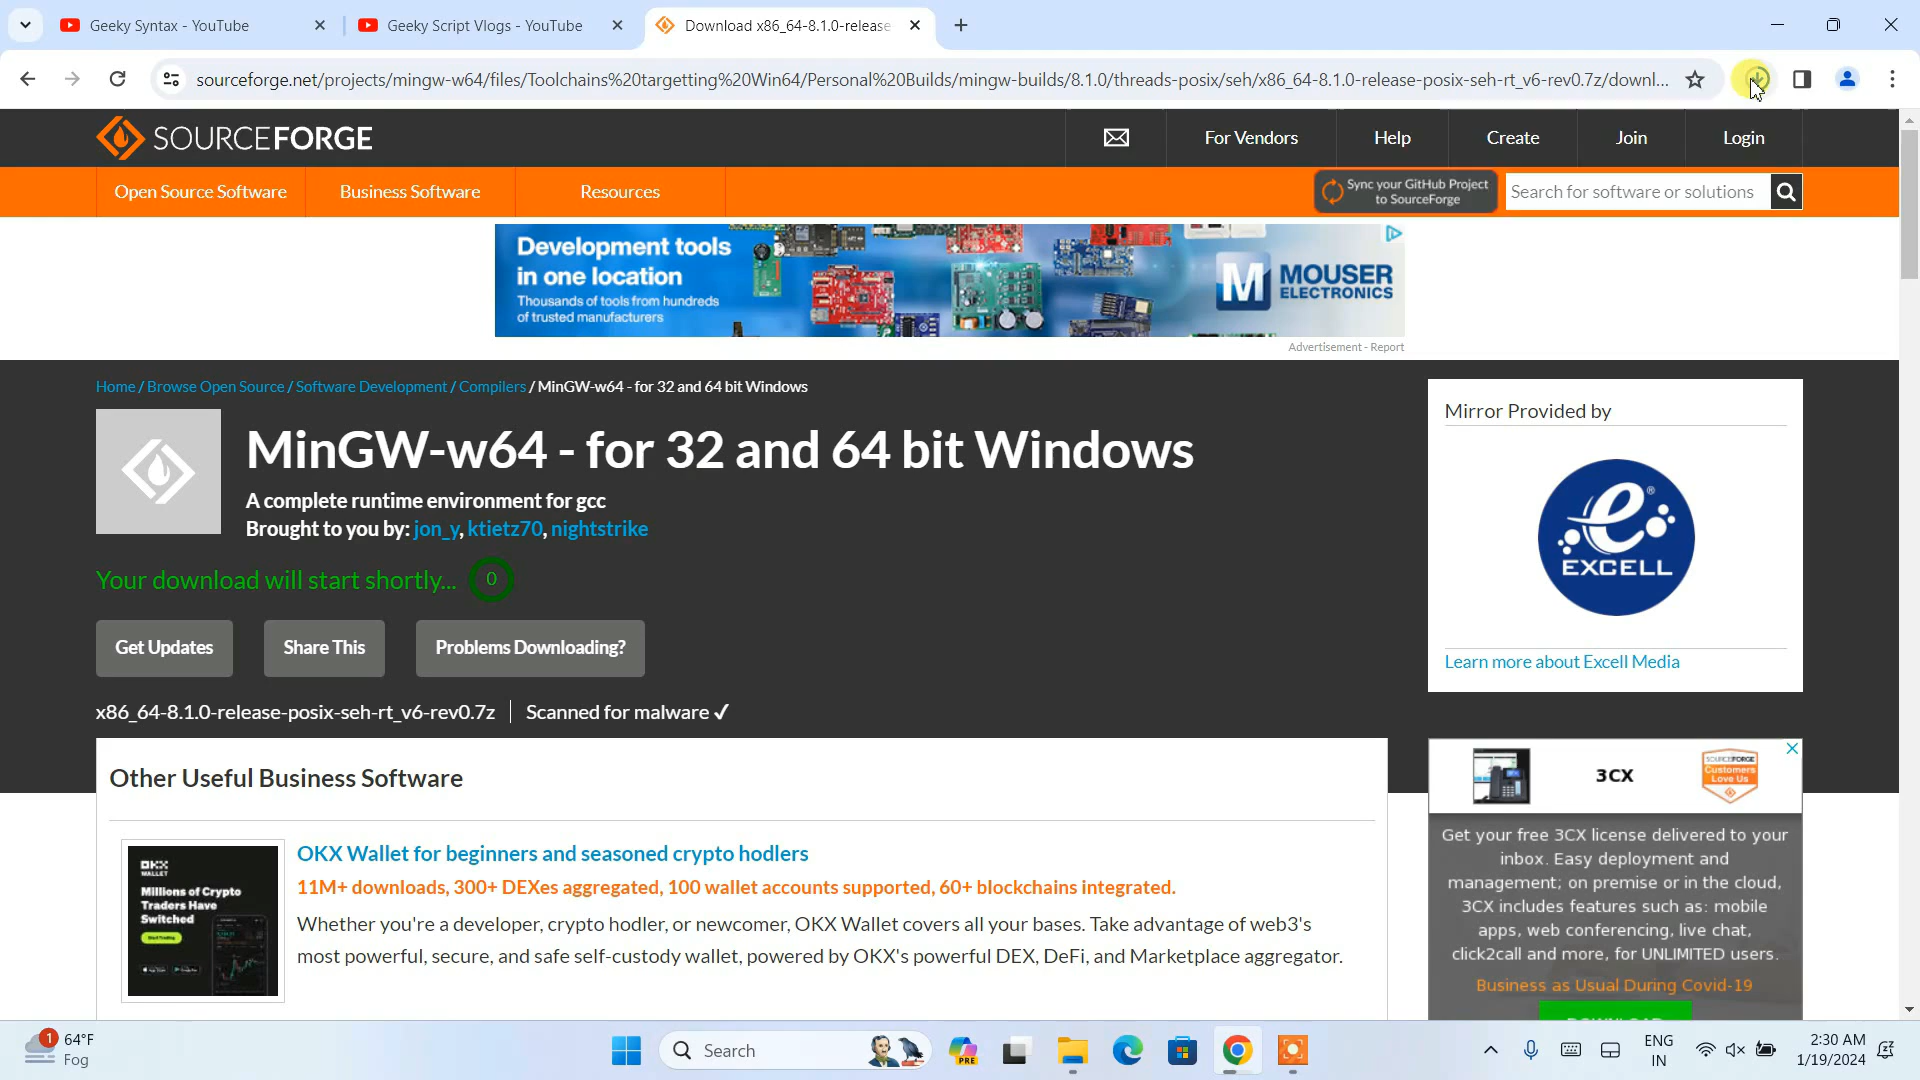 Geeky Syntax - YouTube
Geeky Script Vlogs - YouTube
Download x86_64-8.1.0-release
sourceforge.net/projects/mingw-w64/files/Toolchains%20targetting%20Win64/Personal%20Builds/mingw-builds/8.1.0/threads-posix/seh/x86_64-8.1.0-release-posix-seh-rt_v6-rev0.7z/downl...
SOURCEFORGE
For Vendors
Help
Create
Join
Login
Open Source Software
Business Software
Resources
Sync your GitHub Project
to SourceForge
Search for software or solutions
Development tools
in one location
Thousands of tools from hundreds
of trusted manufacturers
M MOUSER
ELECTRONICS
Advertisement - Report
Home / Browse Open Source / Software Development / Compilers / MinGW-w64 - for 32 and 64 bit Windows
MinGW-w64 - for 32 and 64 bit Windows
A complete runtime environment for gcc
Brought to you by: jon_y, ktietz70, nightstrike
Your download will start shortly... 0
Get Updates
Share This
Problems Downloading?
x86_64-8.1.0-release-posix-seh-rt_v6-rev0.7z
Scanned for malware ✓
Mirror Provided by
e ®
EXCELL
Learn more about Excell Media
Other Useful Business Software
OKX
WALLET
Millions of Crypto
Traders Have
Switched
OKX Wallet for beginners and seasoned crypto hodlers
11M+ downloads, 300+ DEXes aggregated, 100 wallet accounts supported, 60+ blockchains integrated.
Whether you're a developer, crypto hodler, or newcomer, OKX Wallet covers all your bases. Take advantage of web3's
most powerful, secure, and safe self-custody wallet, powered by OKX's powerful DEX, DeFi, and Marketplace aggregator.
3CX
SOURCEFORGE
Customers
Love Us
Get your free 3CX license delivered to your
inbox. Easy deployment and
management; on premise or in the cloud,
3CX includes features such as: mobile
apps, web conferencing, live chat,
click2call and more, for UNLIMITED users.
Business as Usual During Covid-19
1
64°F
Fog
Search
PRE
ENG
IN
2:30 AM
1/19/2024